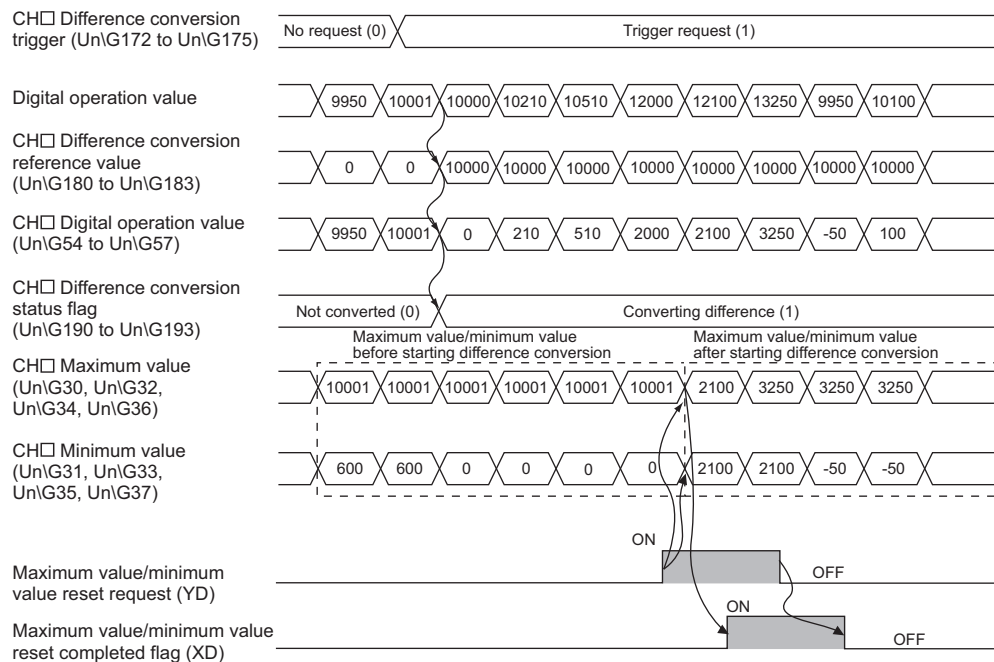 CH□ Difference conversion
trigger (Un\G172 to Un\G175)
No request (0)
Trigger request (1)
Digital operation value
9950 10001 10000 10210 10510 12000 12100 13250 9950 10100
CH□ Difference conversion
reference value
(Un\G180 to Un\G183)
0 0 10000 10000 10000 10000 10000 10000 10000 10000
CH□ Digital operation value
(Un\G54 to Un\G57)
9950 10001 0 210 510 2000 2100 3250 -50 100
CH□ Difference conversion
status flag
(Un\G190 to Un\G193)
Not converted (0)
Converting difference (1)
Maximum value/minimum value
before starting difference conversion
Maximum value/minimum value
after starting difference conversion
CH□ Maximum value
(Un\G30, Un\G32,
Un\G34, Un\G36)
10001 10001 10001 10001 10001 10001 2100 3250 3250 3250
CH□ Minimum value
(Un\G31, Un\G33,
Un\G35, Un\G37)
600 600 0 0 0 0 2100 2100 -50 -50
ON
Maximum value/minimum
value reset request (YD)
OFF
ON
Maximum value/minimum value
reset completed flag (XD)
OFF